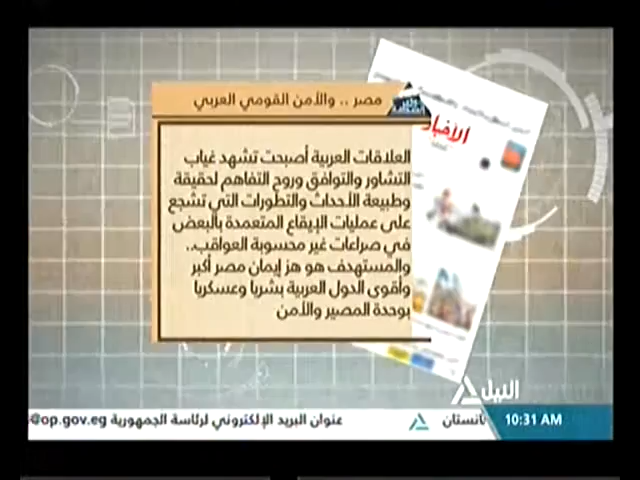 مصر .. والأمن القومي العربي
الأخبار
العلاقات العربية أصبحت تشهد غياب
التشاور والتوافق وروح التفاهم لحقيقة
وطبيعة الأحداث والتطورات التي تشجع
على عمليات الإيقاع المتعمدة بالبعض
في صراعات غير محسوبة العواقب..
والمستهدف هو هز إيمان مصر أكبر
وأقوى الدول العربية بشريا وعسكريا
بوحدة المصير والأمن
النيل
10:31 AM
تانستان
عنوان البريد الإلكتروني لرئاسة الجمهورية @op.gov.eg